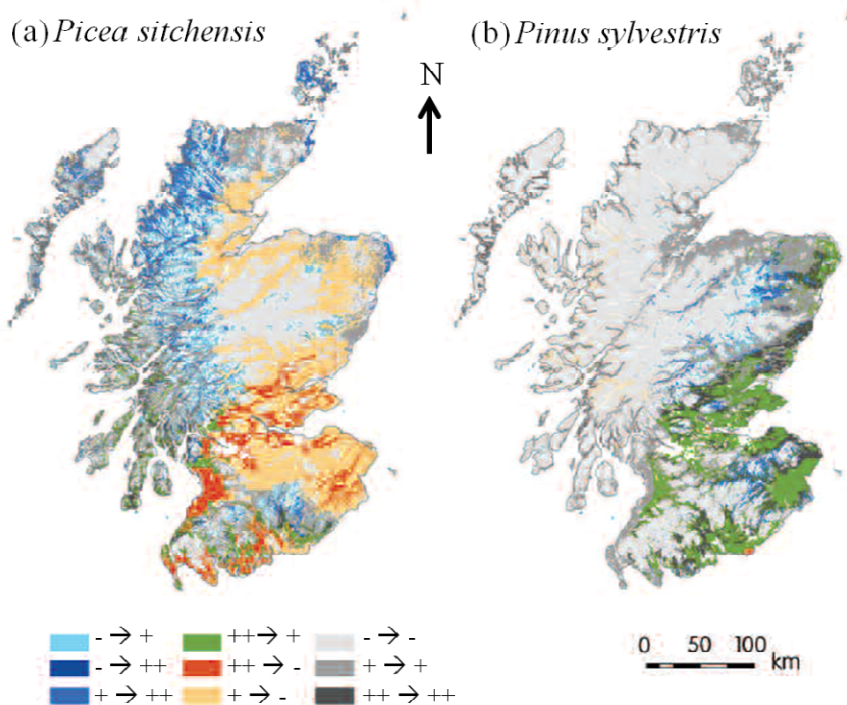 (a) Picea sitchensis
(b) Pinus sylvestris
N
- → + ++ → + - → -
- → ++ ++ → - + → +
+ → ++ + → - ++ → ++
0 50 100
km